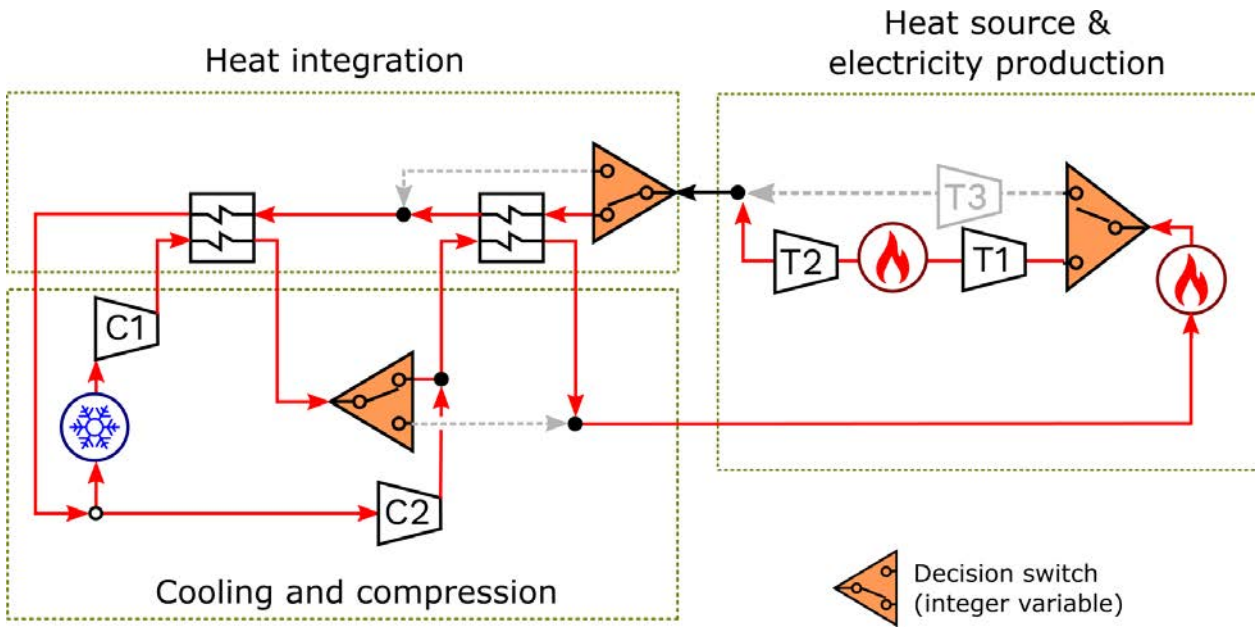 Heat integration
Heat source &
electricity production
T3
T2
T1
C1
C2
Cooling and compression
Decision switch
(integer variable)